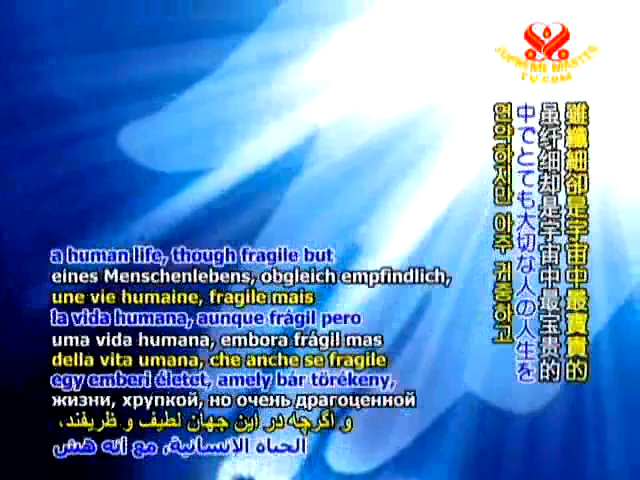 SUPREME MASTER
TV.COM
雖纖細卻是宇宙中最寶貴的
虽纤细却是宇宙中最宝贵的
中でとても大切な人の人生を
연약하지만 아주 귀중하고
a human life, though fragile but
eines Menschenlebens, obgleich empfindlich,
une vie humaine, fragile mais
la vida humana, aunque frágil pero
uma vida humana, embora frágil mas
della vita umana, che anche se fragile
egy emberi életet, amely bár törékeny,
жизни, хрупкой, но очень драгоценной
و اگرچه در این جهان لطیف و ظریفند،
الحياة الإنسانية، مع أنه هش